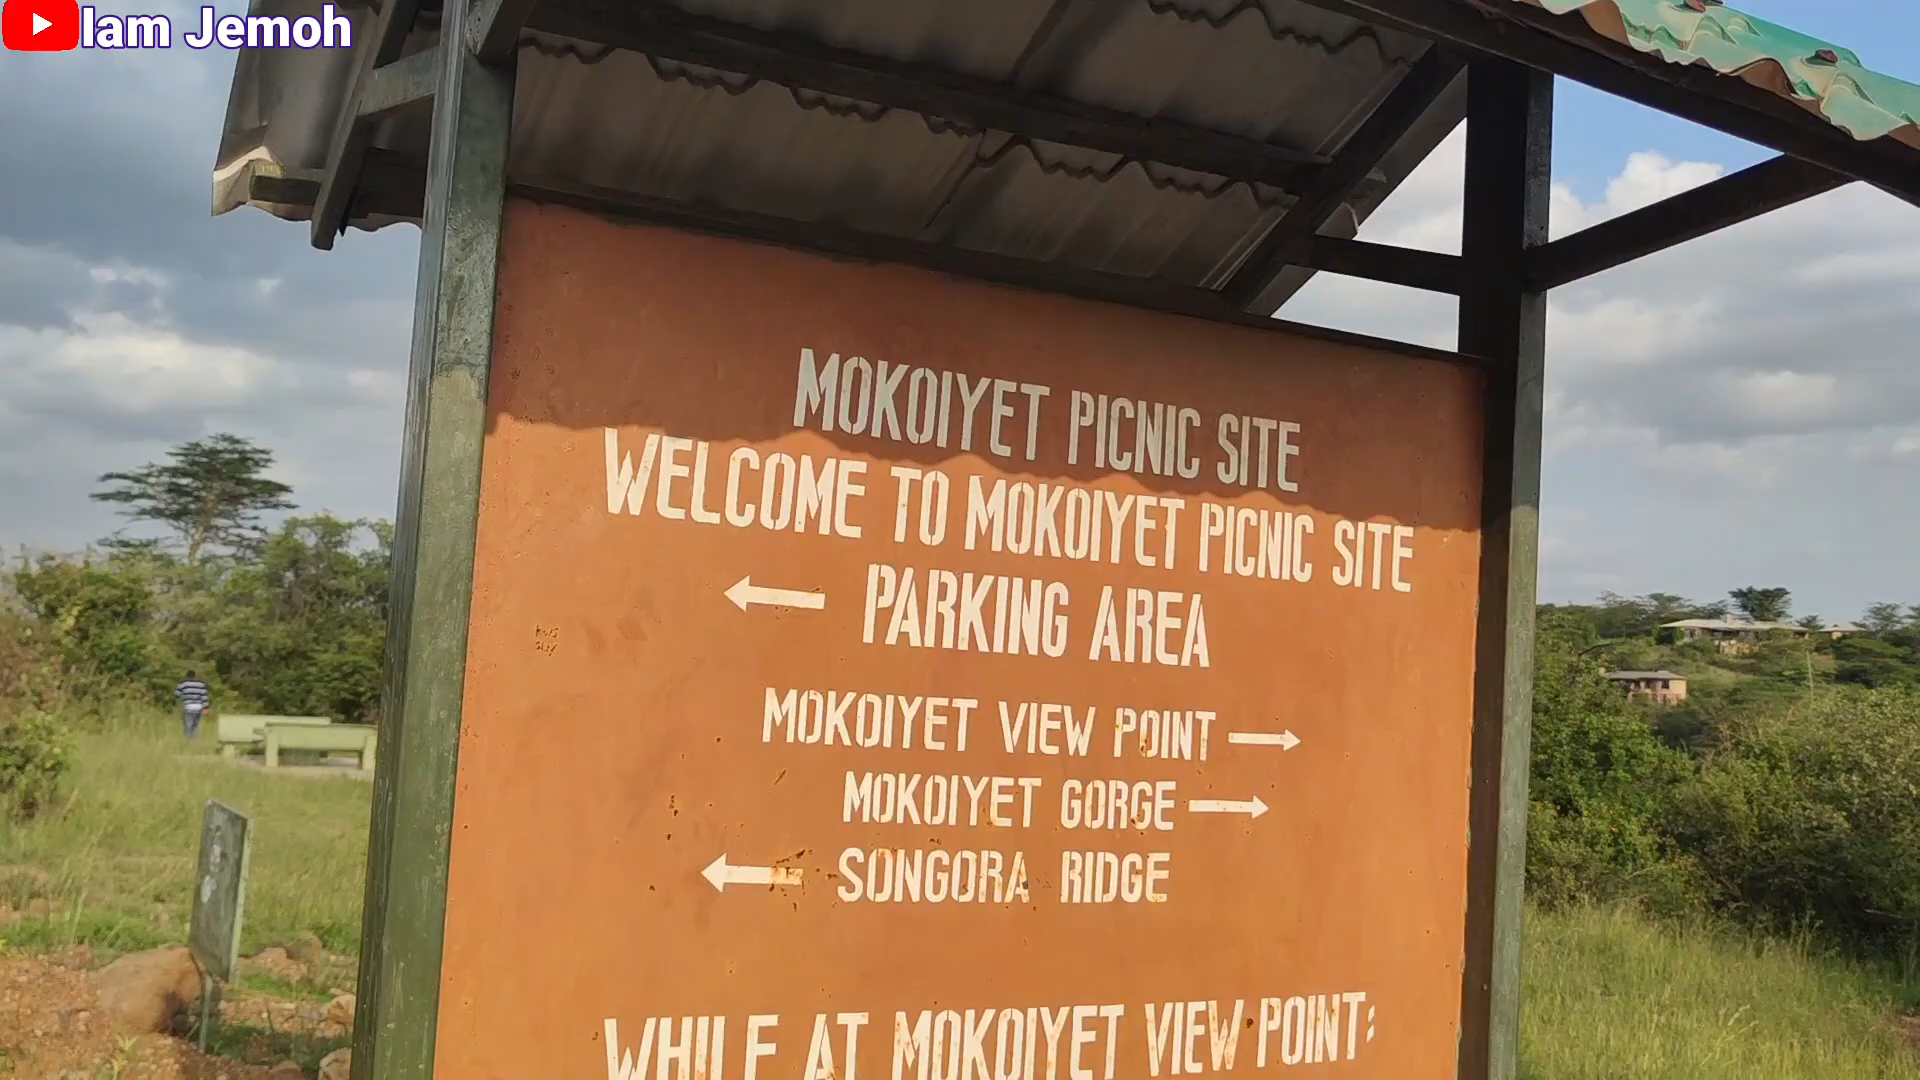 Iam Jemoh
MOKOIYET PICNIC SITE
WELCOME TO MOKOIYET PICNIC SITE
PARKING AREA
MOKOIYET VIEW POINT
MOKOIYET GORGE
SONGORA RIDGE
WHILE AT MOKOIYET VIEW POINT: